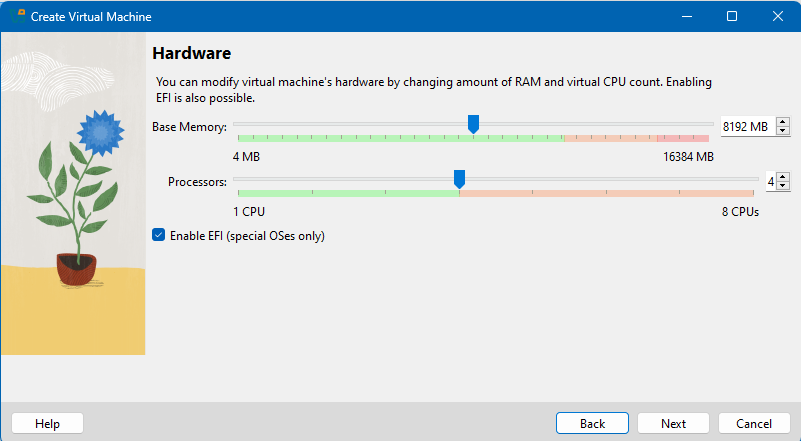 Create Virtual Machine
Hardware
You can modify virtual machine's hardware by changing amount of RAM and virtual CPU count. Enabling
EFI is also possible.
Base Memory: 8192 MB
4 MB 16384 MB
Processors: 4
1 CPU 8 CPUs
Enable EFI (special OSes only)
Help Back Next Cancel